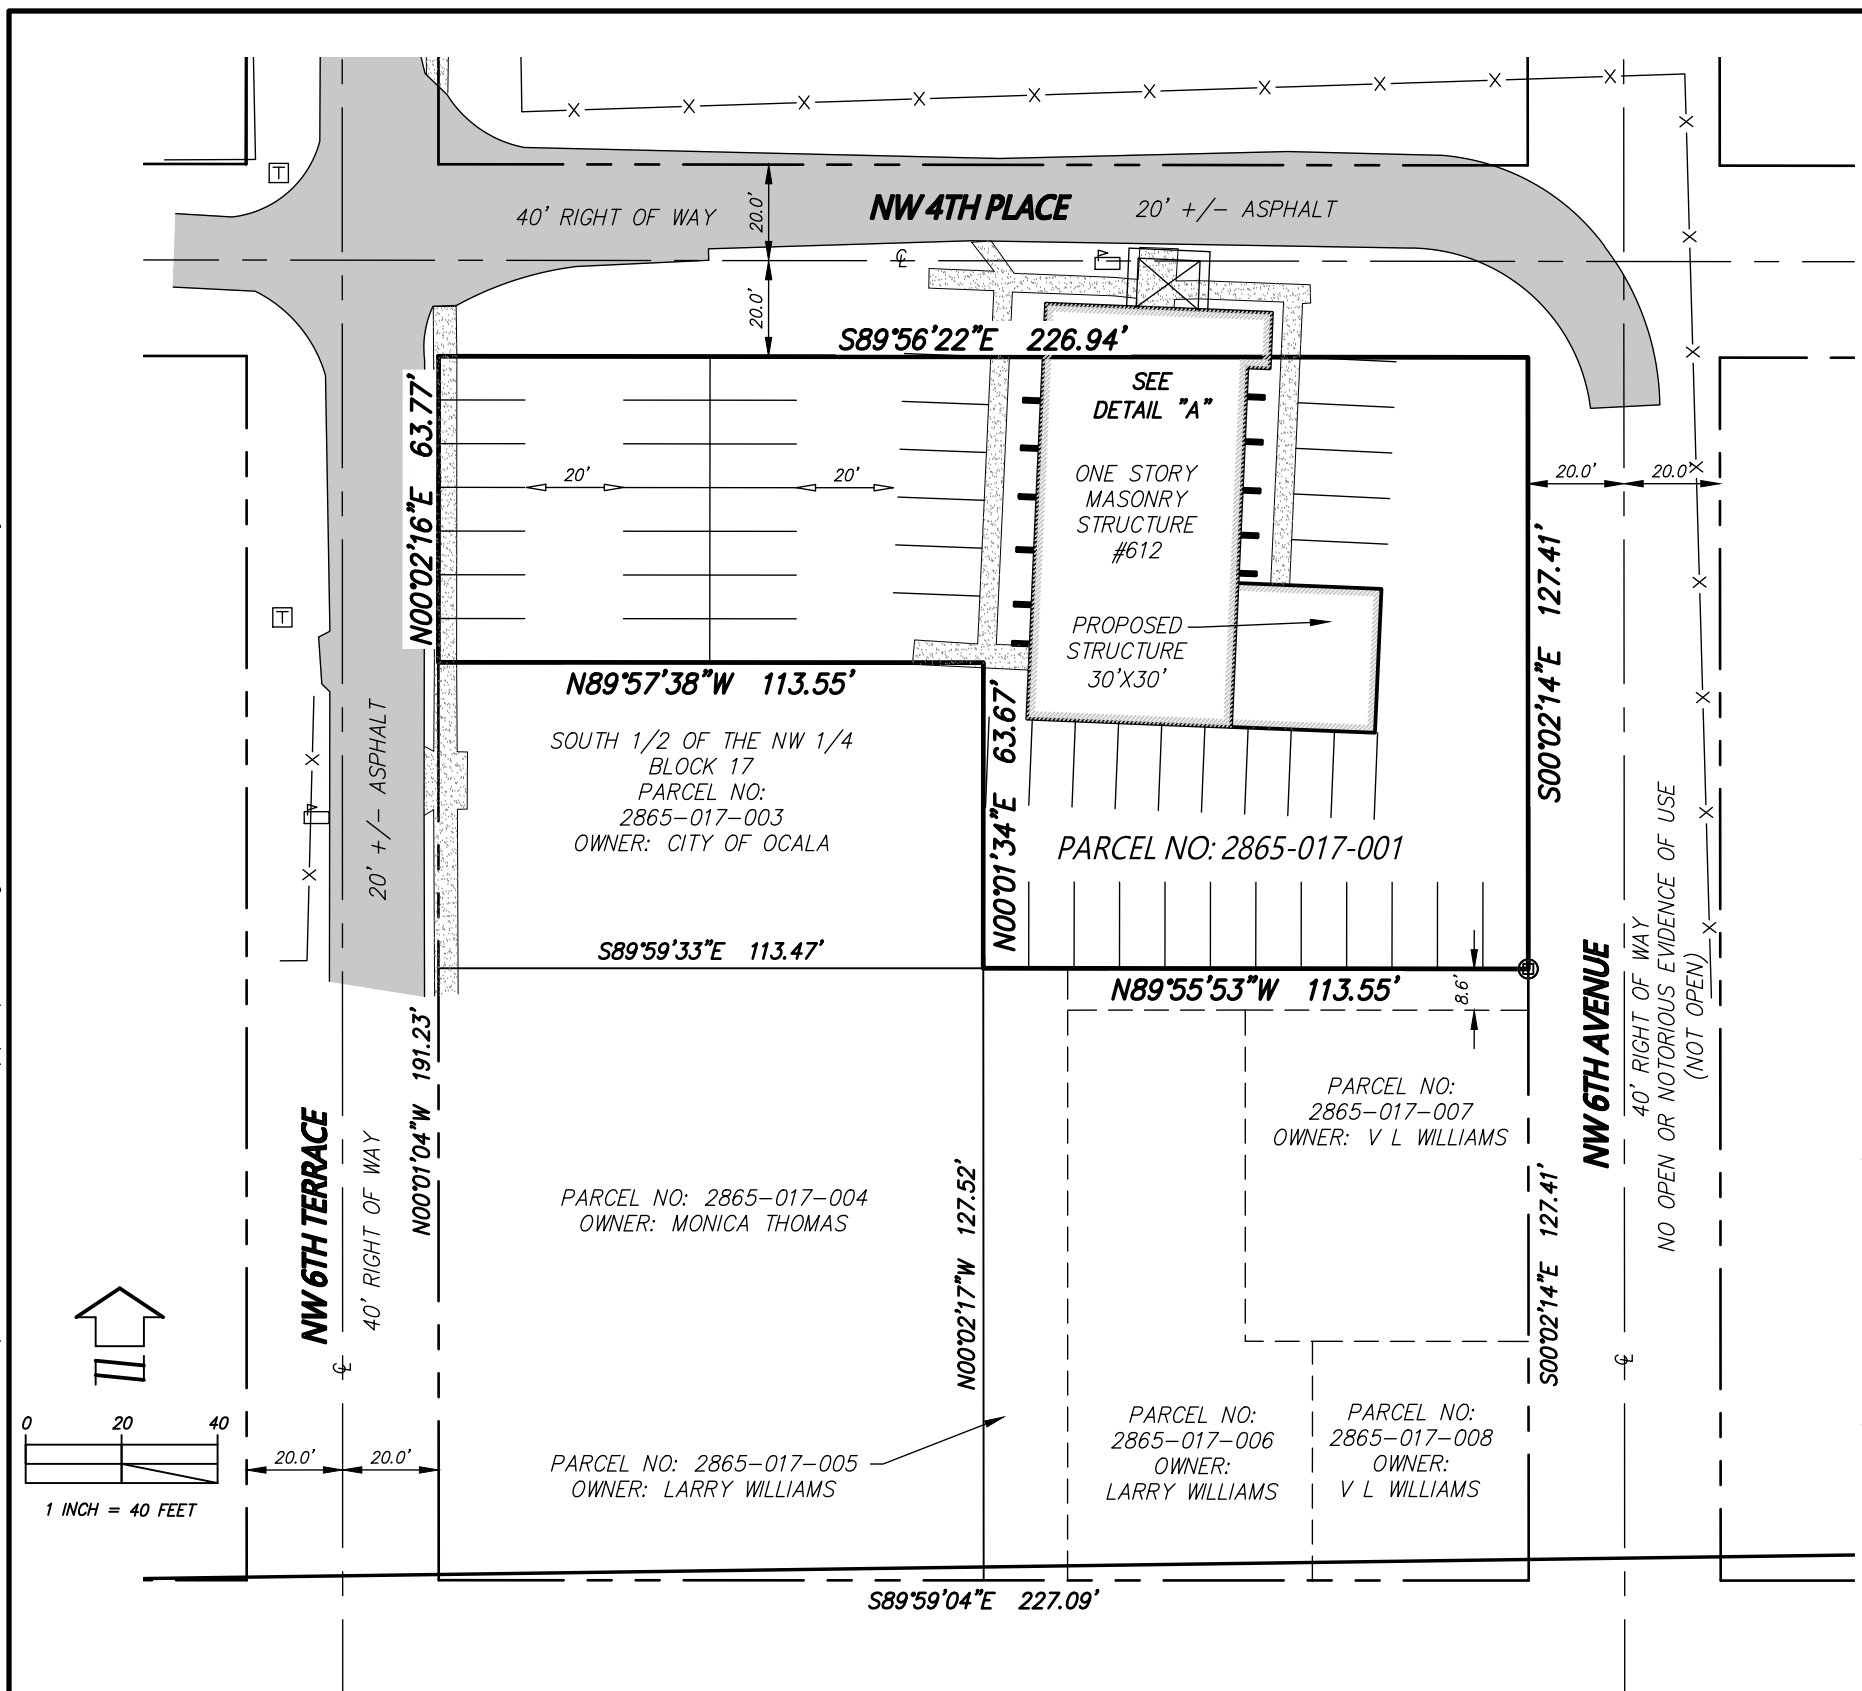 T
40' RIGHT OF WAY
20.0'
NW 4TH PLACE
20' +/- ASPHALT
20.0'
S89°56'22"E 226.94'
N00°02'16"E 63.77'
SEE
DETAIL "A"
20'
20'
ONE STORY
MASONRY
STRUCTURE
#612
20.0'
20.0'
T
PROPOSED
STRUCTURE
30'X30'
S00°02'14"E 127.41'
N89°57'38"W 113.55'
N00°01'34"E 63.67'
20' +/- ASPHALT
SOUTH 1/2 OF THE NW 1/4
BLOCK 17
PARCEL NO:
2865-017-003
OWNER: CITY OF OCALA
PARCEL NO: 2865-017-001
S89°59'33"E 113.47'
N89°55'53"W 113.55'
8.6'
NW 6TH AVENUE
40' RIGHT OF WAY
NO OPEN OR NOTORIOUS EVIDENCE OF USE
(NOT OPEN)
N00°01'04"W 191.23'
PARCEL NO:
2865-017-007
OWNER: V L WILLIAMS
NW 6TH TERRACE
40' RIGHT OF WAY
PARCEL NO: 2865-017-004
OWNER: MONICA THOMAS
N00°02'17"W 127.52'
S00°02'14"E 127.41'
0 20 40
1 INCH = 40 FEET
20.0'
20.0'
PARCEL NO: 2865-017-005
OWNER: LARRY WILLIAMS
PARCEL NO:
2865-017-006
OWNER:
LARRY WILLIAMS
PARCEL NO:
2865-017-008
OWNER:
V L WILLIAMS
S89°59'04"E 227.09'